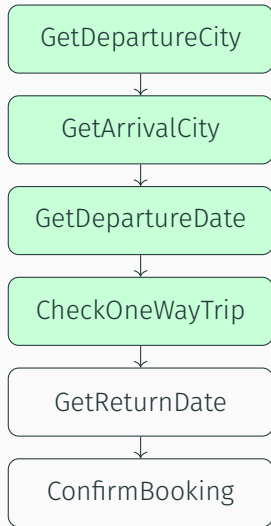 GetDepartureCity
GetArrivalCity
GetDepartureDate
CheckOneWayTrip
GetReturnDate
ConfirmBooking